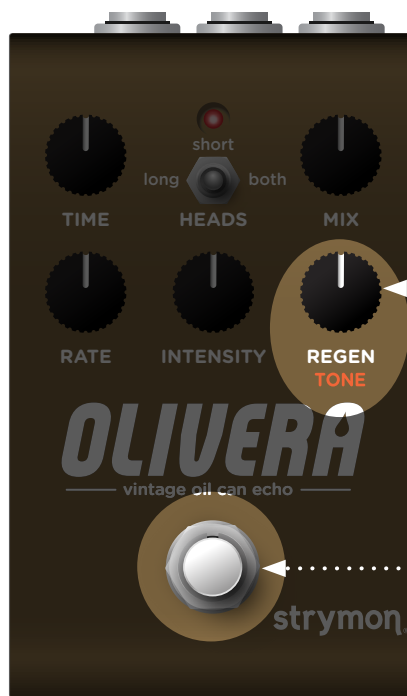 short
long both
TIME HEADS MIX
RATE INTENSITY REGEN
TONE
OLIVERA
vintage oil can echo
strymon®